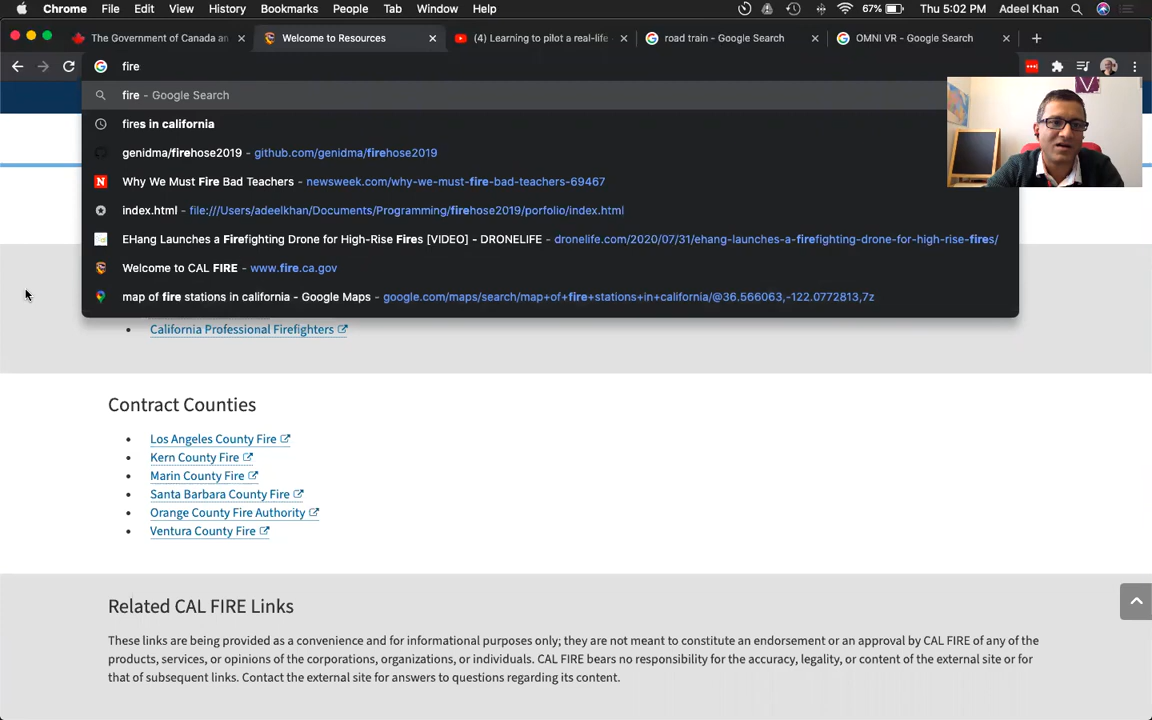 Chrome File Edit View History Bookmarks People Tab Window Help 67% Thu 5:02 PM Adeel Khan
The Government of Canada an Welcome to Resources (4) Learning to pilot a real-life road train - Google Search OMNI VR - Google Search
fire
fire - Google Search
fires in california
genidma/firehose2019 - github.com/genidma/firehose2019
Why We Must Fire Bad Teachers - newsweek.com/why-we-must-fire-bad-teachers-69467
index.html - file:///Users/adeelkhan/Documents/Programming/firehose2019/porfolio/index.html
EHang Launches a Firefighting Drone for High-Rise Fires [VIDEO] - DRONELIFE - dronelife.com/2020/07/31/ehang-launches-a-firefighting-drone-for-high-rise-fires/
Welcome to CAL FIRE - www.fire.ca.gov
map of fire stations in california - Google Maps - google.com/maps/search/map+of+fire+stations+in+california/@36.566063,-122.0772813,7z
California Professional Firefighters
Contract Counties
Los Angeles County Fire
Kern County Fire
Marin County Fire
Santa Barbara County Fire
Orange County Fire Authority
Ventura County Fire
Related CAL FIRE Links
These links are being provided as a convenience and for informational purposes only; they are not meant to constitute an endorsement or an approval by CAL FIRE of any of the
products, services, or opinions of the corporations, organizations, or individuals. CAL FIRE bears no responsibility for the accuracy, legality, or content of the external site or for
that of subsequent links. Contact the external site for answers to questions regarding its content.